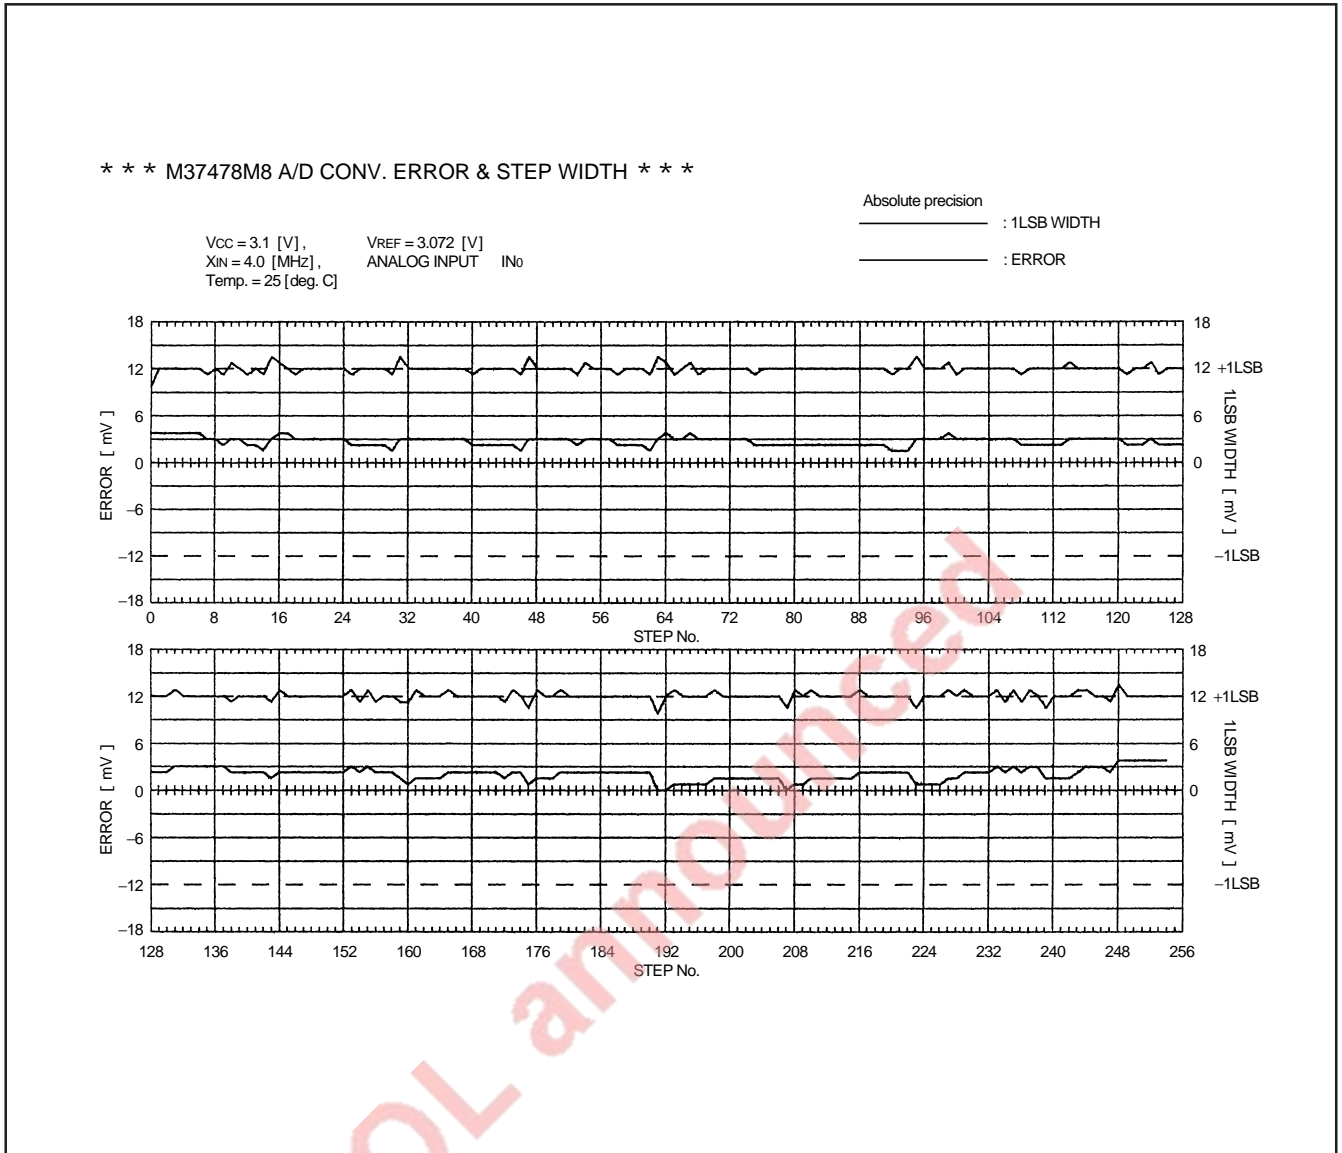 * * * M37478M8 A/D CONV. ERROR & STEP WIDTH * * *
Absolute precision
: 1LSB WIDTH
: ERROR
VCC = 3.1 [V] , VREF = 3.072 [V]
XIN = 4.0 [MHz] , ANALOG INPUT IN0
Temp. = 25 [deg. C]
18 18
12 12 +1LSB
6 6
0 0
−6
−12 −1LSB
−18
ERROR [ mV ]
1LSB WIDTH [ mV ]
0 8 16 24 32 40 48 56 64 72 80 88 96 104 112 120 128
STEP No.
18 18
12 12 +1LSB
6 6
0 0
−6
−12 −1LSB
−18
ERROR [ mV ]
1LSB WIDTH [ mV ]
128 136 144 152 160 168 176 184 192 200 208 216 224 232 240 248 256
STEP No.
OL announced